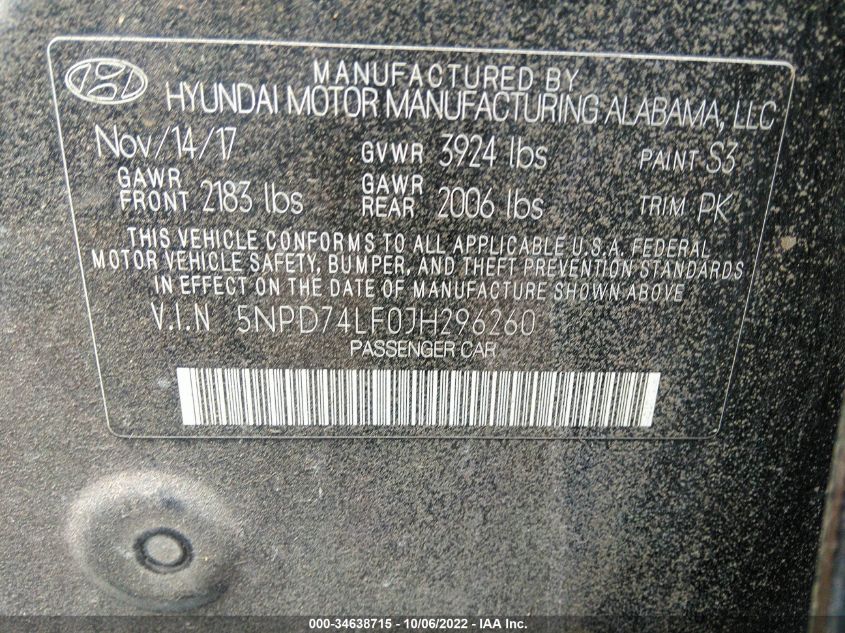 MANUFACTURED BY
HYUNDAI MOTOR MANUFACTURING ALABAMA, LLC
Nov/14/17 GVWR 3924 lbs PAINT S3
GAWR FRONT 2183 lbs GAWR REAR 2006 lbs TRIM PK
THIS VEHICLE CONFORMS TO ALL APPLICABLE U.S.A. FEDERAL
MOTOR VEHICLE SAFETY, BUMPER, AND THEFT PREVENTION STANDARDS
IN EFFECT ON THE DATE OF MANUFACTURE SHOWN ABOVE
V.I.N 5NPD74LF0JH296260
PASSENGER CAR
000-34638715 - 10/06/2022 - IAA Inc.